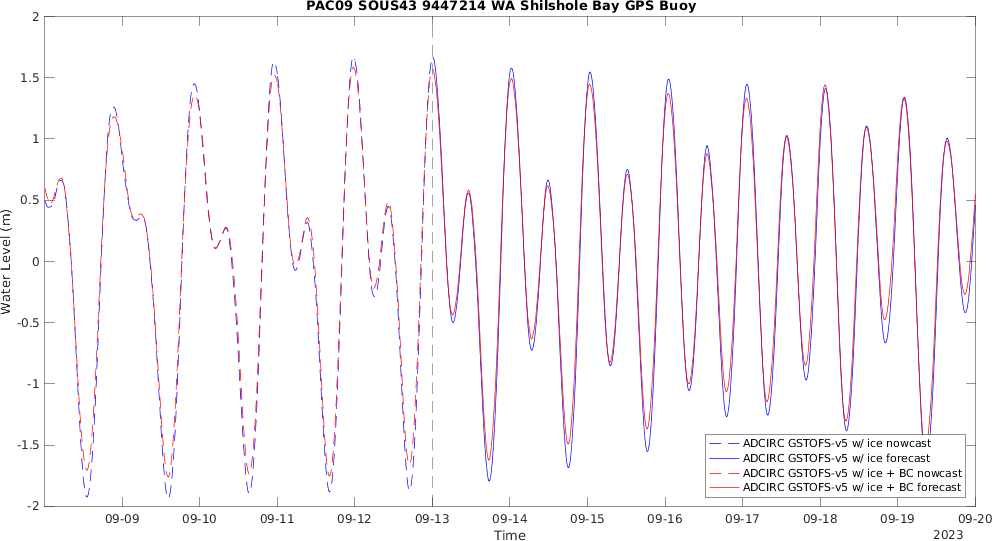 PAC09 SOUS43 9447214 WA Shilshole Bay GPS Buoy
Water Level (m)
2
1.5
1
0.5
0
-0.5
-1
-1.5
-2
ADCIRC GSTOFS-v5 w/ ice nowcast
ADCIRC GSTOFS-v5 w/ ice forecast
ADCIRC GSTOFS-v5 w/ ice + BC nowcast
ADCIRC GSTOFS-v5 w/ ice + BC forecast
09-09 09-10 09-11 09-12 09-13 09-14 09-15 09-16 09-17 09-18 09-19 09-20
Time
2023